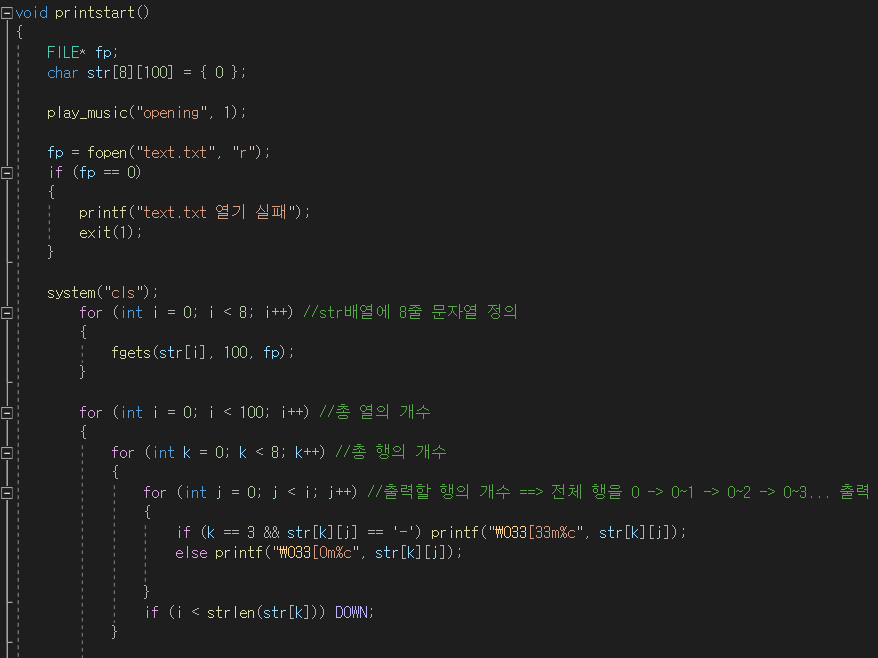 void printstart()
{
FILE* fp;
char str[8][100] = { 0 };
play_music("opening", 1);
fp = fopen("text.txt", "r");
if (fp == 0)
{
printf("text.txt 열기 실패");
exit(1);
}
system("cls");
for (int i = 0; i < 8; i++) //str배열에 8줄 문자열 정의
{
fgets(str[i], 100, fp);
}
for (int i = 0; i < 100; i++) //총 열의 개수
{
for (int k = 0; k < 8; k++) //총 행의 개수
{
for (int j = 0; j < i; j++) //출력할 행의 개수 ==> 전체 행을 0 -> 0~1 -> 0~2 -> 0~3... 출력
{
if (k == 3 && str[k][j] == '-') printf("₩033[33m%c", str[k][j]);
else printf("₩033[0m%c", str[k][j]);
}
if (i < strlen(str[k])) DOWN;
}